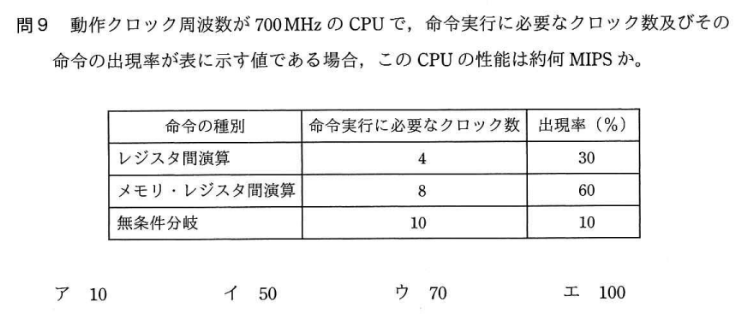 問9 動作クロック周波数が700MHzのCPUで，命令実行に必要なクロック数及びその
命令の出現率が表に示す値である場合，このCPUの性能は約何MIPSか。
命令の種別 命令実行に必要なクロック数 出現率（%）
レジスタ間演算 4 30
メモリ・レジスタ間演算 8 60
無条件分岐 10 10
ア 10 イ 50 ウ 70 エ 100